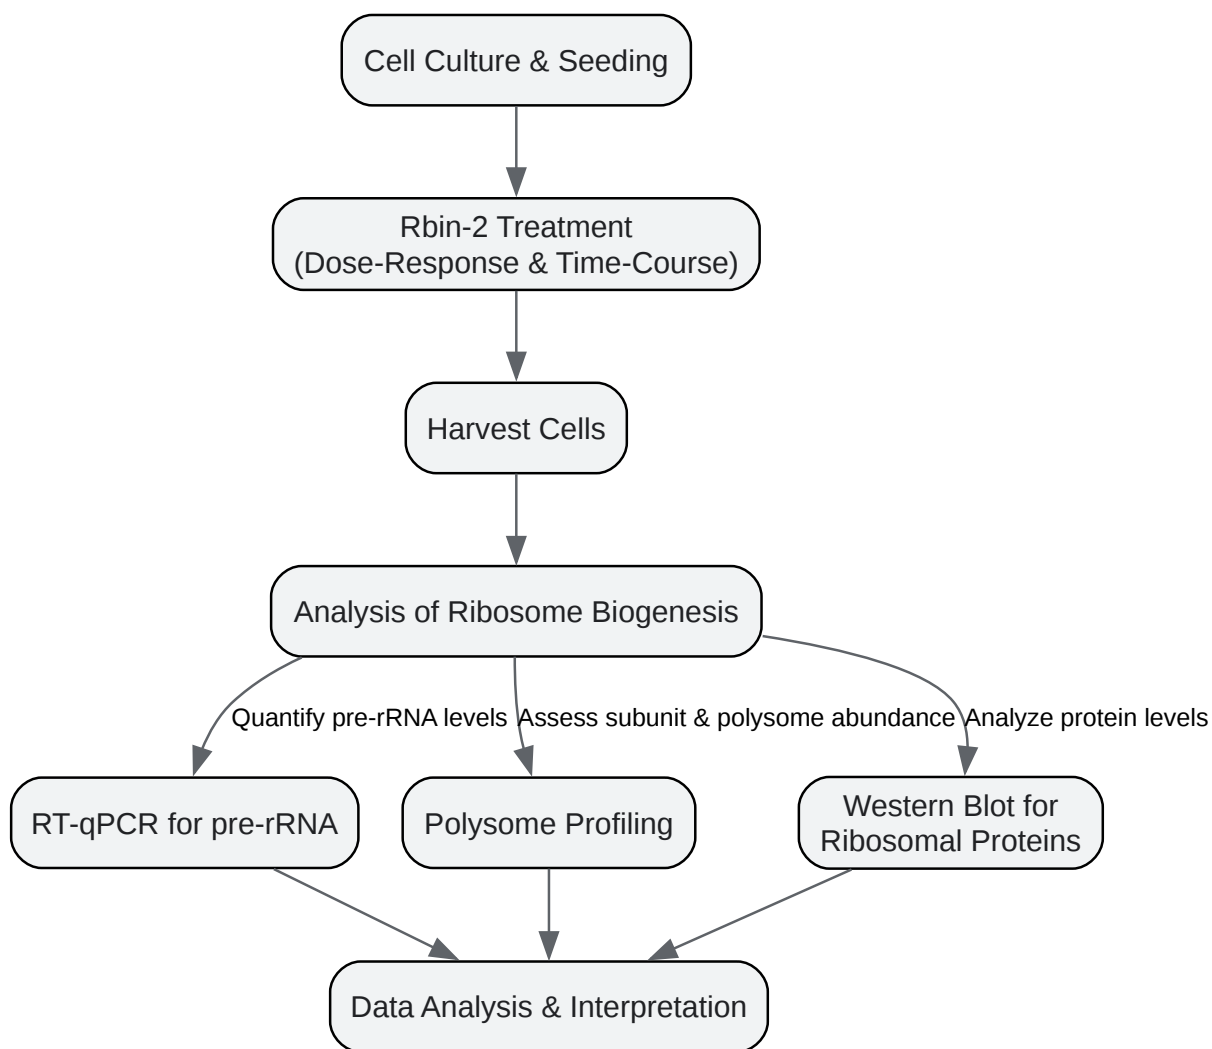 Cell Culture & Seeding
Rbin-2 Treatment
(Dose-Response & Time-Course)
Harvest Cells
Analysis of Ribosome Biogenesis
Quantify pre-rRNA levels
Assess subunit & polysome abundance
Analyze protein levels
RT-qPCR for pre-rRNA
Polysome Profiling
Western Blot for
Ribosomal Proteins
Data Analysis & Interpretation